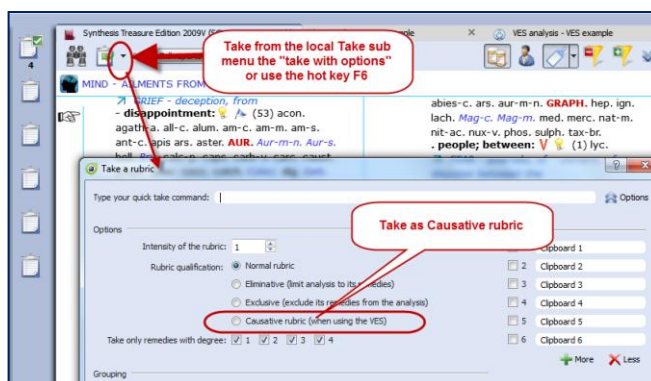 Synthesis Treasure Edition 2009V
VES analysis - VES example
Take from the local Take sub
menu the "take with options"
or use the hot key F6
4
MIND - AILMENTS FROM
GRIEF - deception, from
- disappointment: (53) acon.
agath-a. all-c. alum. am-c. am-m. am-s.
ant-c. apis ars. aster. AUR. Aur-m-n. Aur-s.
abies-c. ars. aur-m-n. GRAPH. hep. ign.
lach. Mag-c. Mag-m. med. merc. nat-m.
nit-ac. nux-v. phos. sulph. tax-br.
. people; between: V (1) lyc.
Take a rubric
Type your quick take command:
Options
Options
Take as Causative rubric
Intensity of the rubric: 1
Rubric qualification: Normal rubric
Eliminative (limit analysis to its remedies)
Exclusive (exclude its remedies from the analysis)
Causative rubric (when using the VES)
Take only remedies with degree: 1 2 3 4
Clipboard 1
2 Clipboard 2
3 Clipboard 3
4 Clipboard 4
5 Clipboard 5
6 Clipboard 6
More Less
Grouping